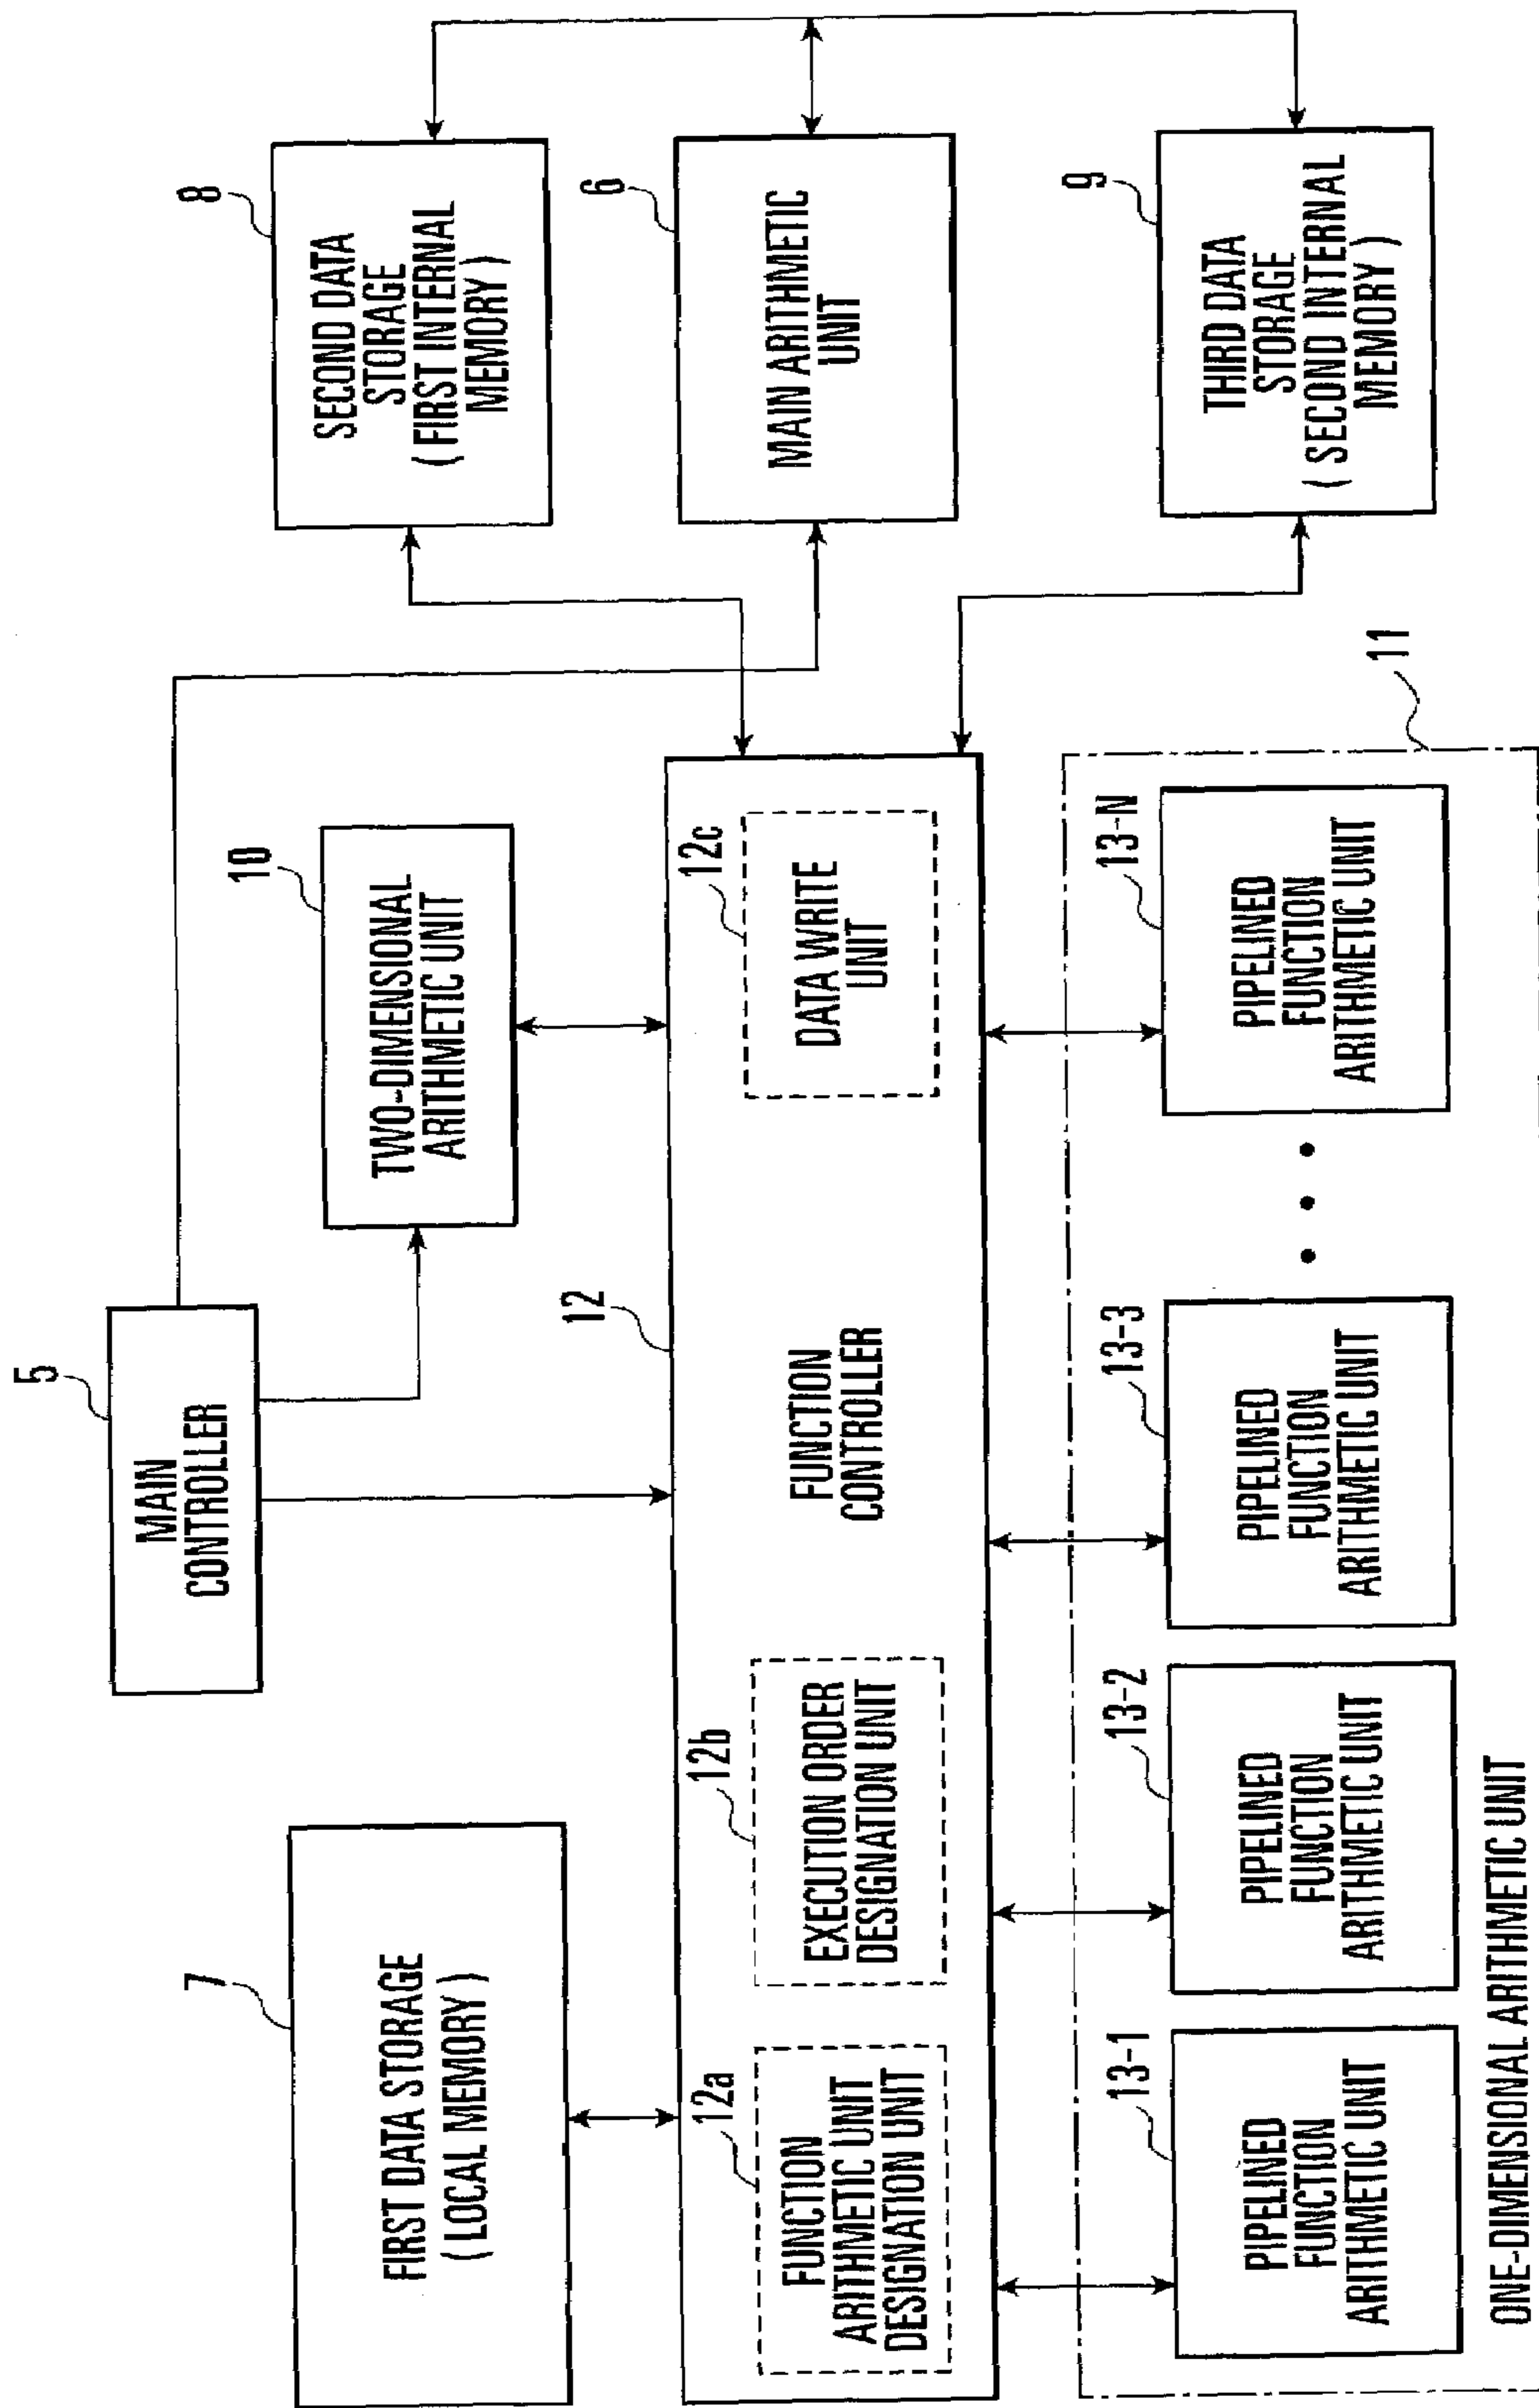 5
MAIN
CONTROLLER
7
FIRST DATA STORAGE
( LOCAL MEMORY )
10
TWO-DIMENSIONAL
ARITHMETIC UNIT
8
SECOND DATA
STORAGE
( FIRST INTERNAL
MEMORY )
6
MAIN ARITHMETIC
UNIT
9
THIRD DATA
STORAGE
( SECOND INTERNAL
MEMORY )
12
FUNCTION
CONTROLLER
12a
FUNCTION
ARITHMETIC UNIT
DESIGNATION UNIT
12b
EXECUTION ORDER
DESIGNATION UNIT
12c
DATA WRITE
UNIT
11
13-1
PIPELINED
FUNCTION
ARITHMETIC UNIT
13-2
PIPELINED
FUNCTION
ARITHMETIC UNIT
13-3
PIPELINED
FUNCTION
ARITHMETIC UNIT
• • •
13-N
PIPELINED
FUNCTION
ARITHMETIC UNIT
ONE-DIMENSIONAL ARITHMETIC UNIT